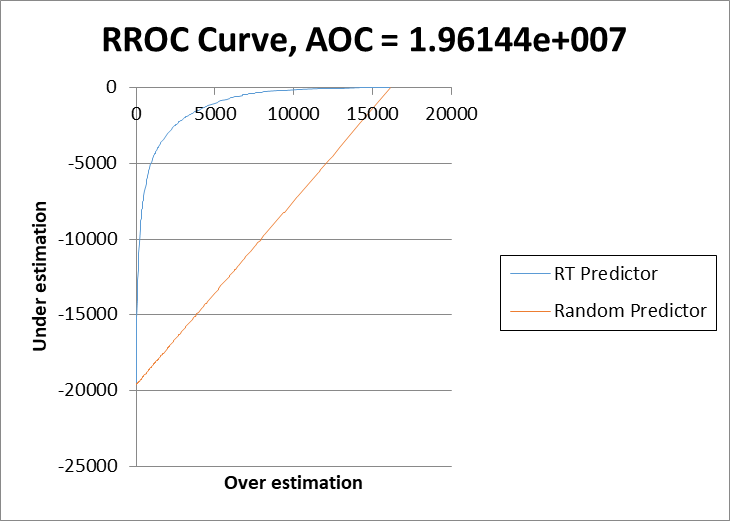 RROC Curve, AOC = 1.96144e+007
0
0 5000 10000 15000 20000
-5000
-10000
-15000
-20000
-25000
Under estimation
Over estimation
RT Predictor
Random Predictor